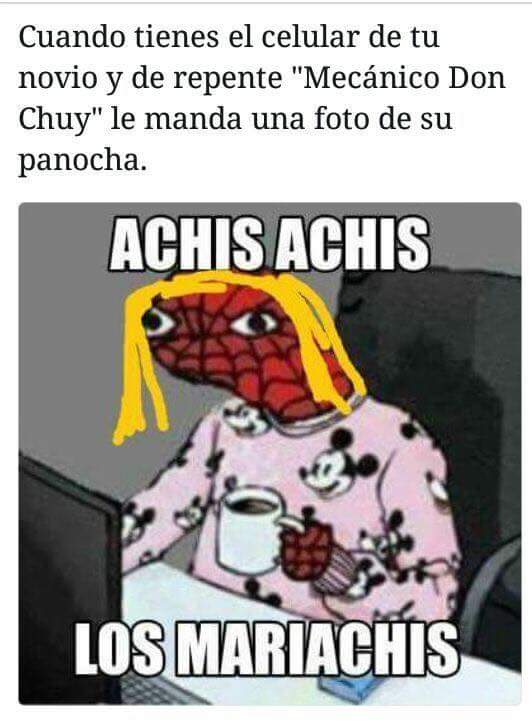 Cuando tienes el celular de tu
novio y de repente "Mecánico Don
Chuy" le manda una foto de su
panocha.
ACHIS ACHIS
LOS MARIACHIS